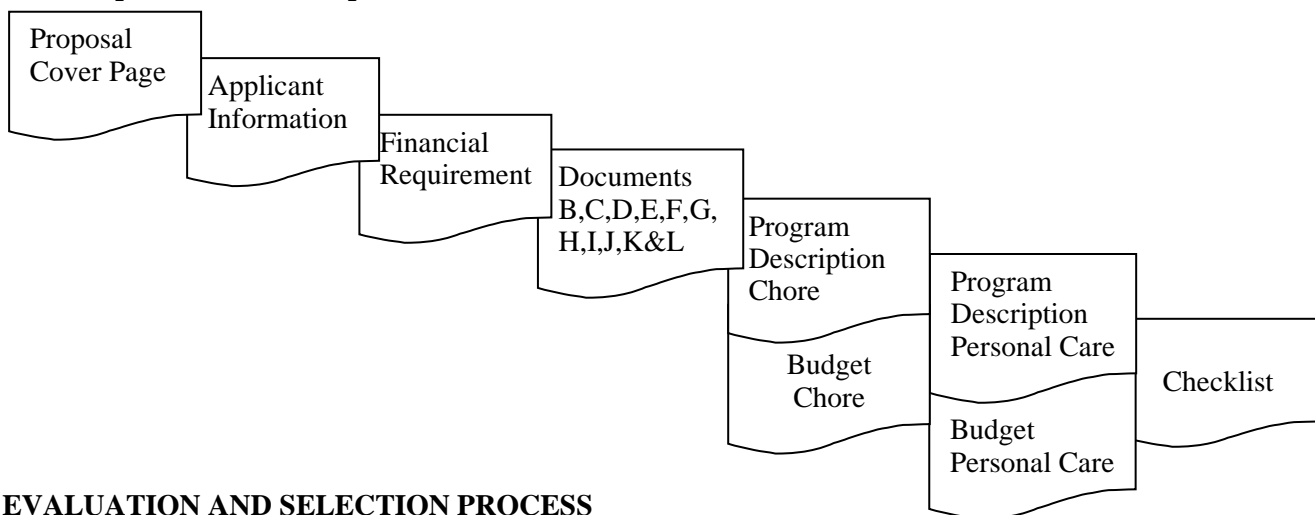 Proposal
Cover Page
Applicant
Information
Financial
Requirement
Documents
B,C,D,E,F,G,
H,I,J,K&L
Program
Description
Chore
Budget
Chore
Program
Description
Personal Care
Budget
Personal Care
Checklist
EVALUATION AND SELECTION PROCESS